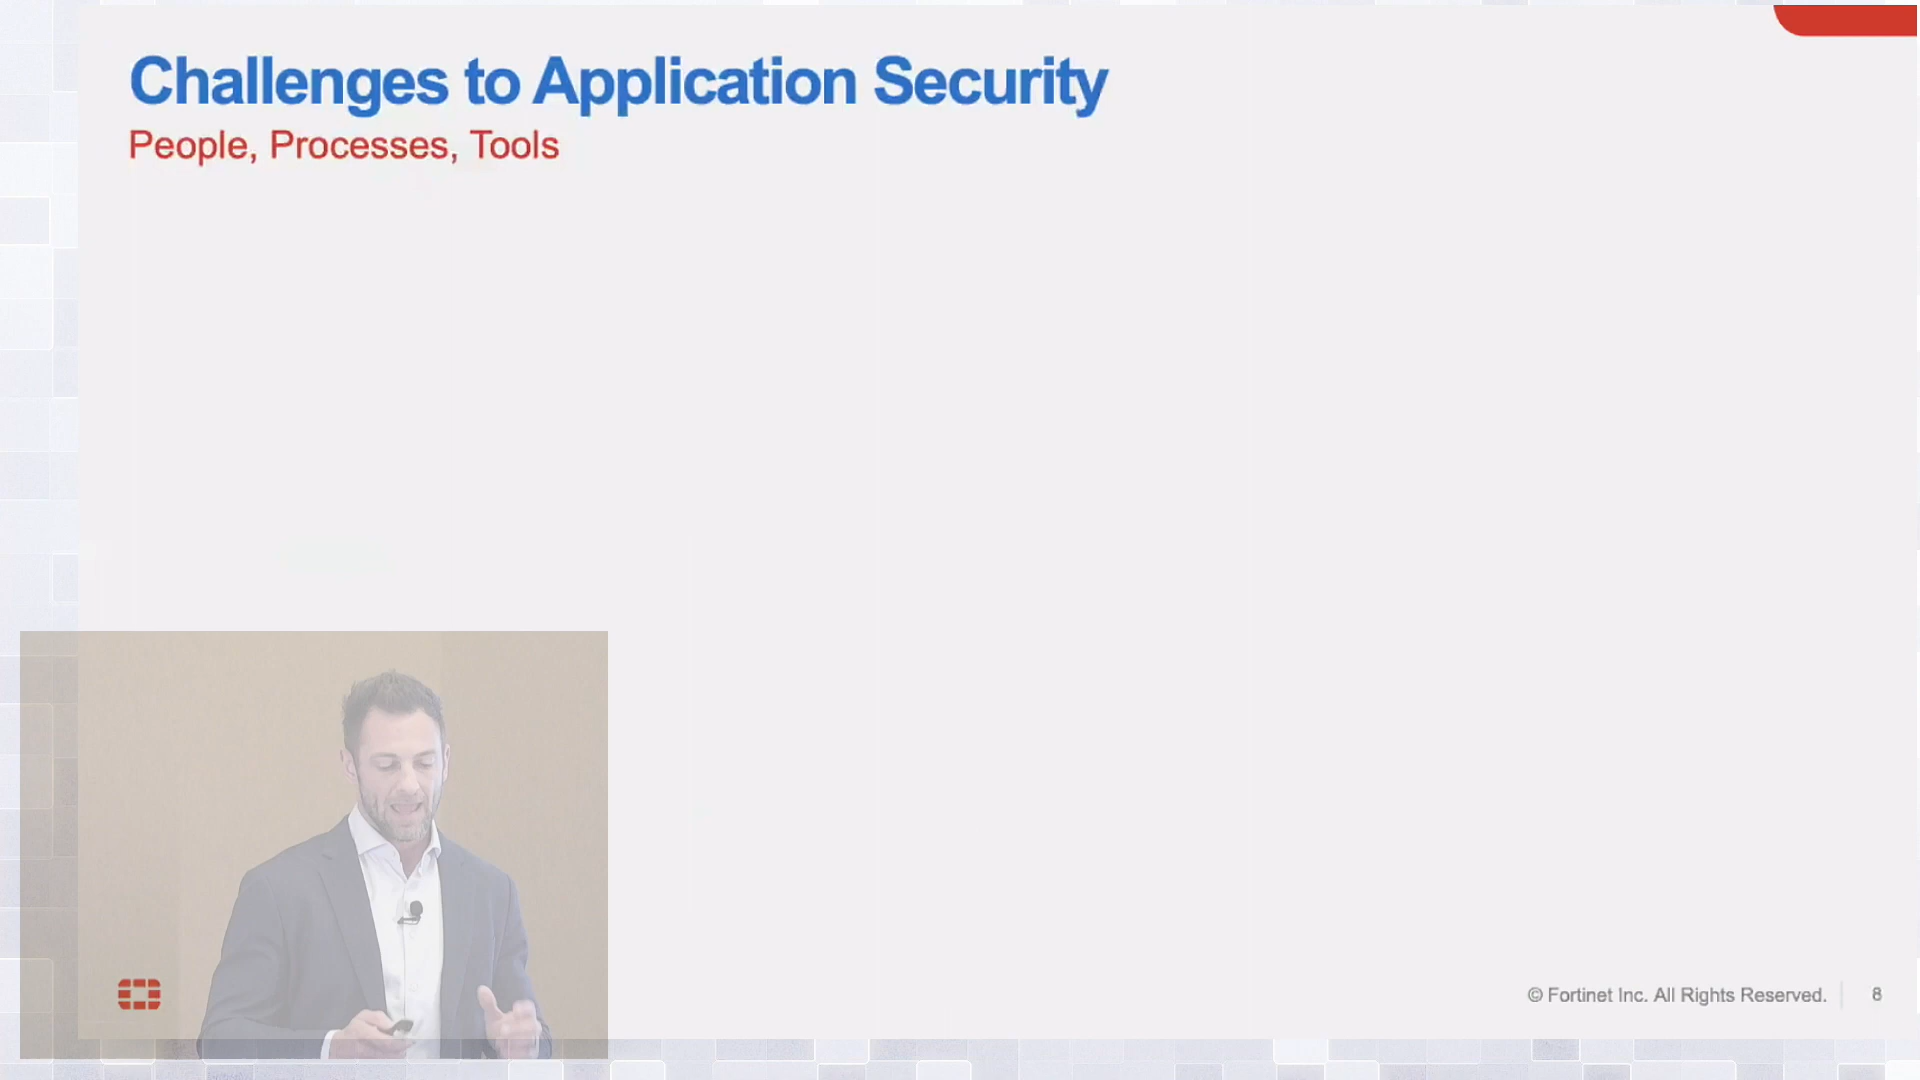 Challenges to Application Security
People, Processes, Tools
© Fortinet Inc. All Rights Reserved.
8